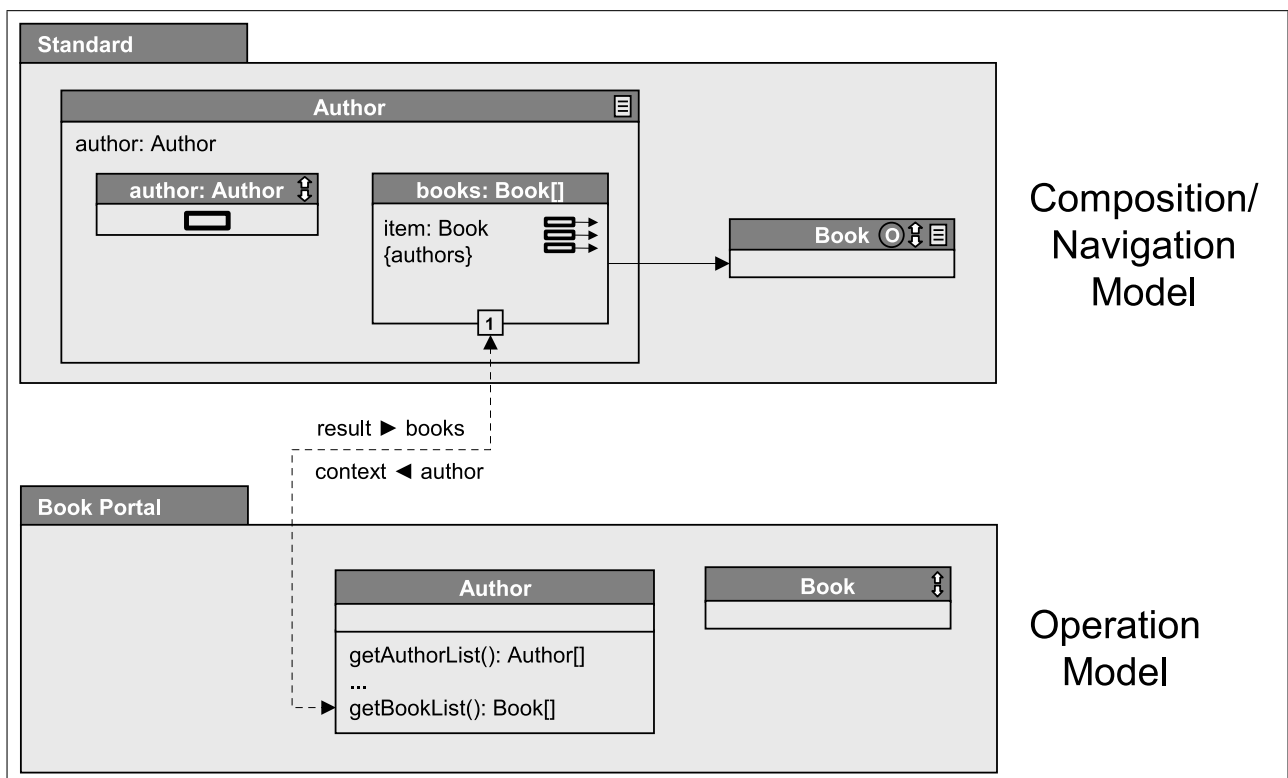 Standard
Author
author: Author
author: Author
books: Book[]
item: Book
{authors}
1
Book O
Composition/
Navigation
Model
result ► books
context ◄ author
Book Portal
Author
getAuthorList(): Author[]
...
getBookList(): Book[]
Book
Operation
Model